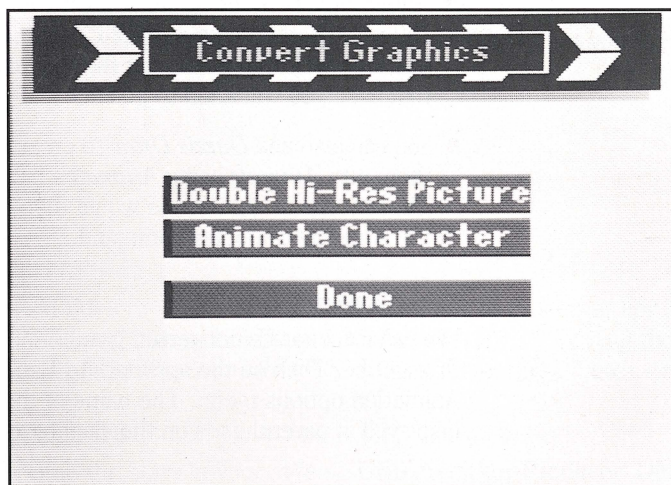 Convert Graphics
Double Hi-Res Picture
Animate Character
Done